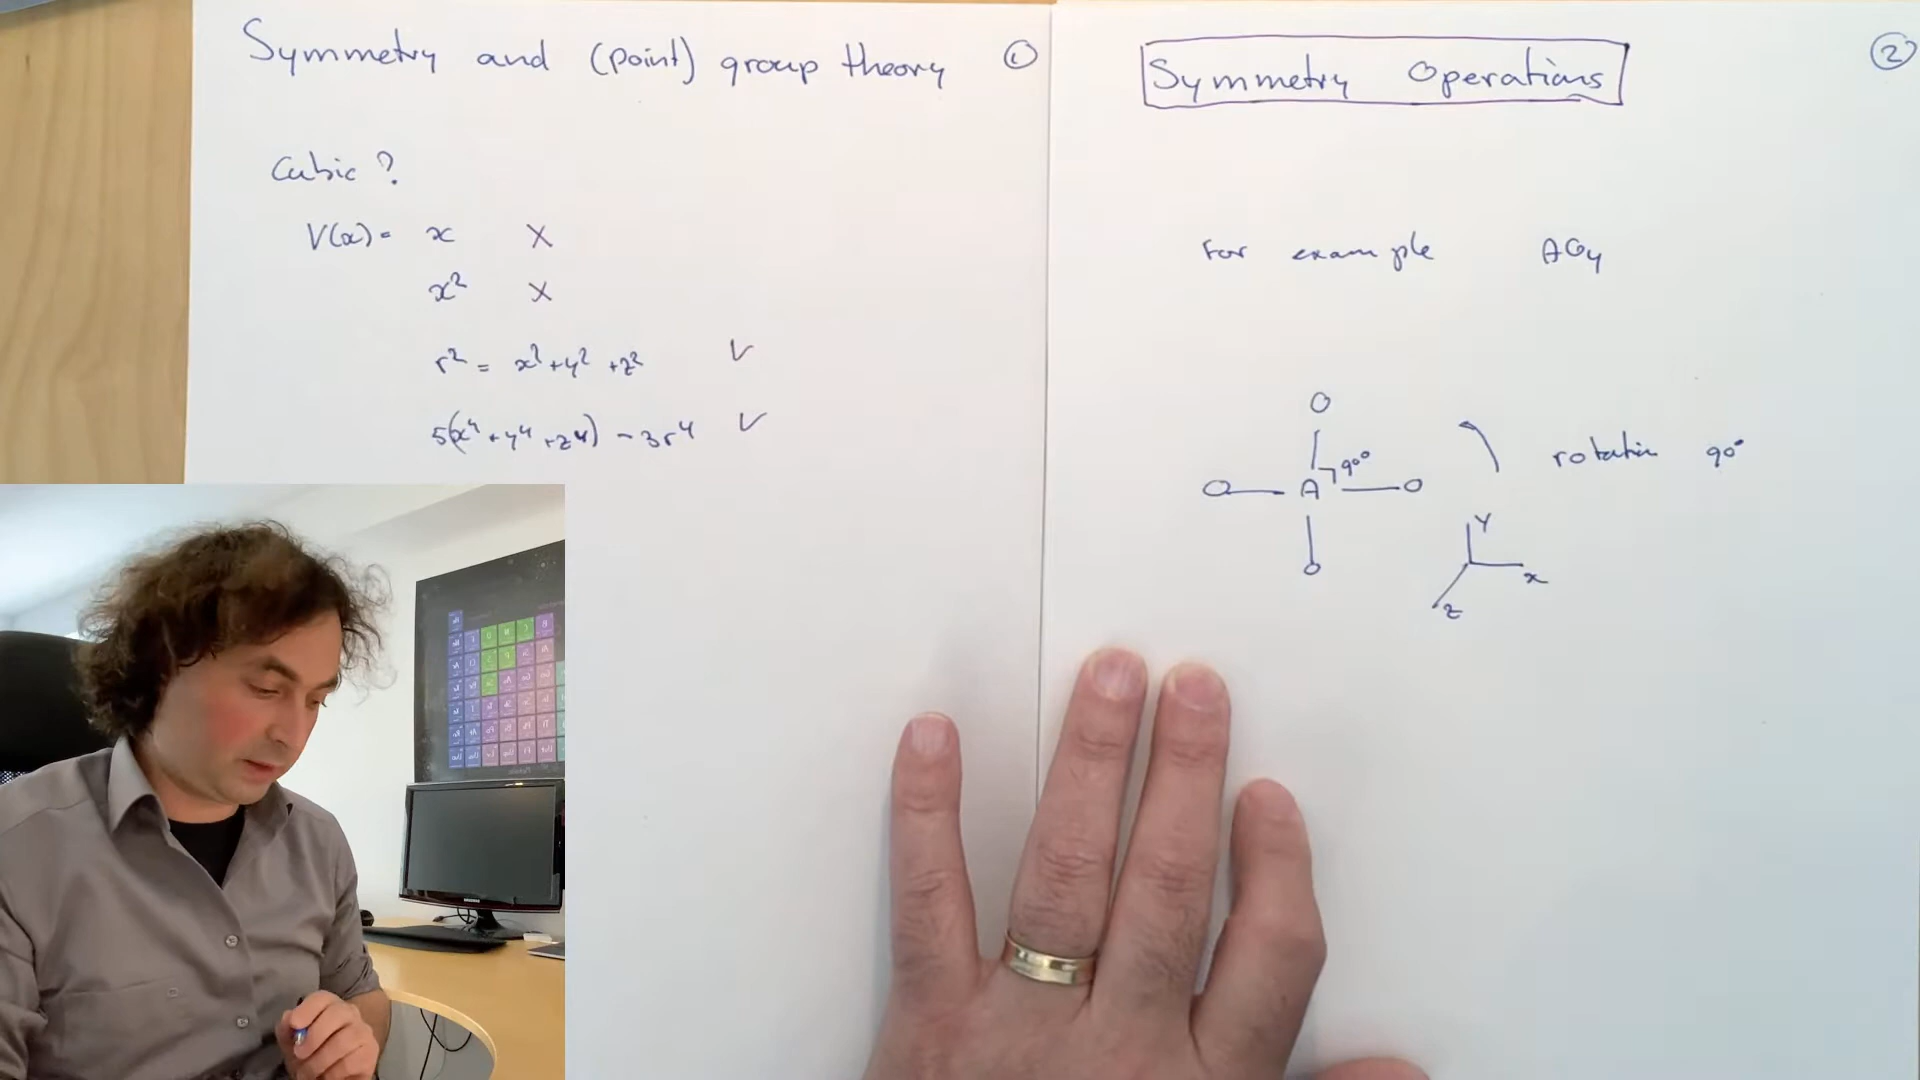 Symmetry and (point) group theory ①
Cubic?
V(x) = x X
x² X
r² = x² + y² + z² V
5(x⁴ + y⁴ + z⁴) - 3r⁴ V
Symmetry Operations
②
For example AO₄
O
90°
O A O
O
rotation 90°
Y
x
z